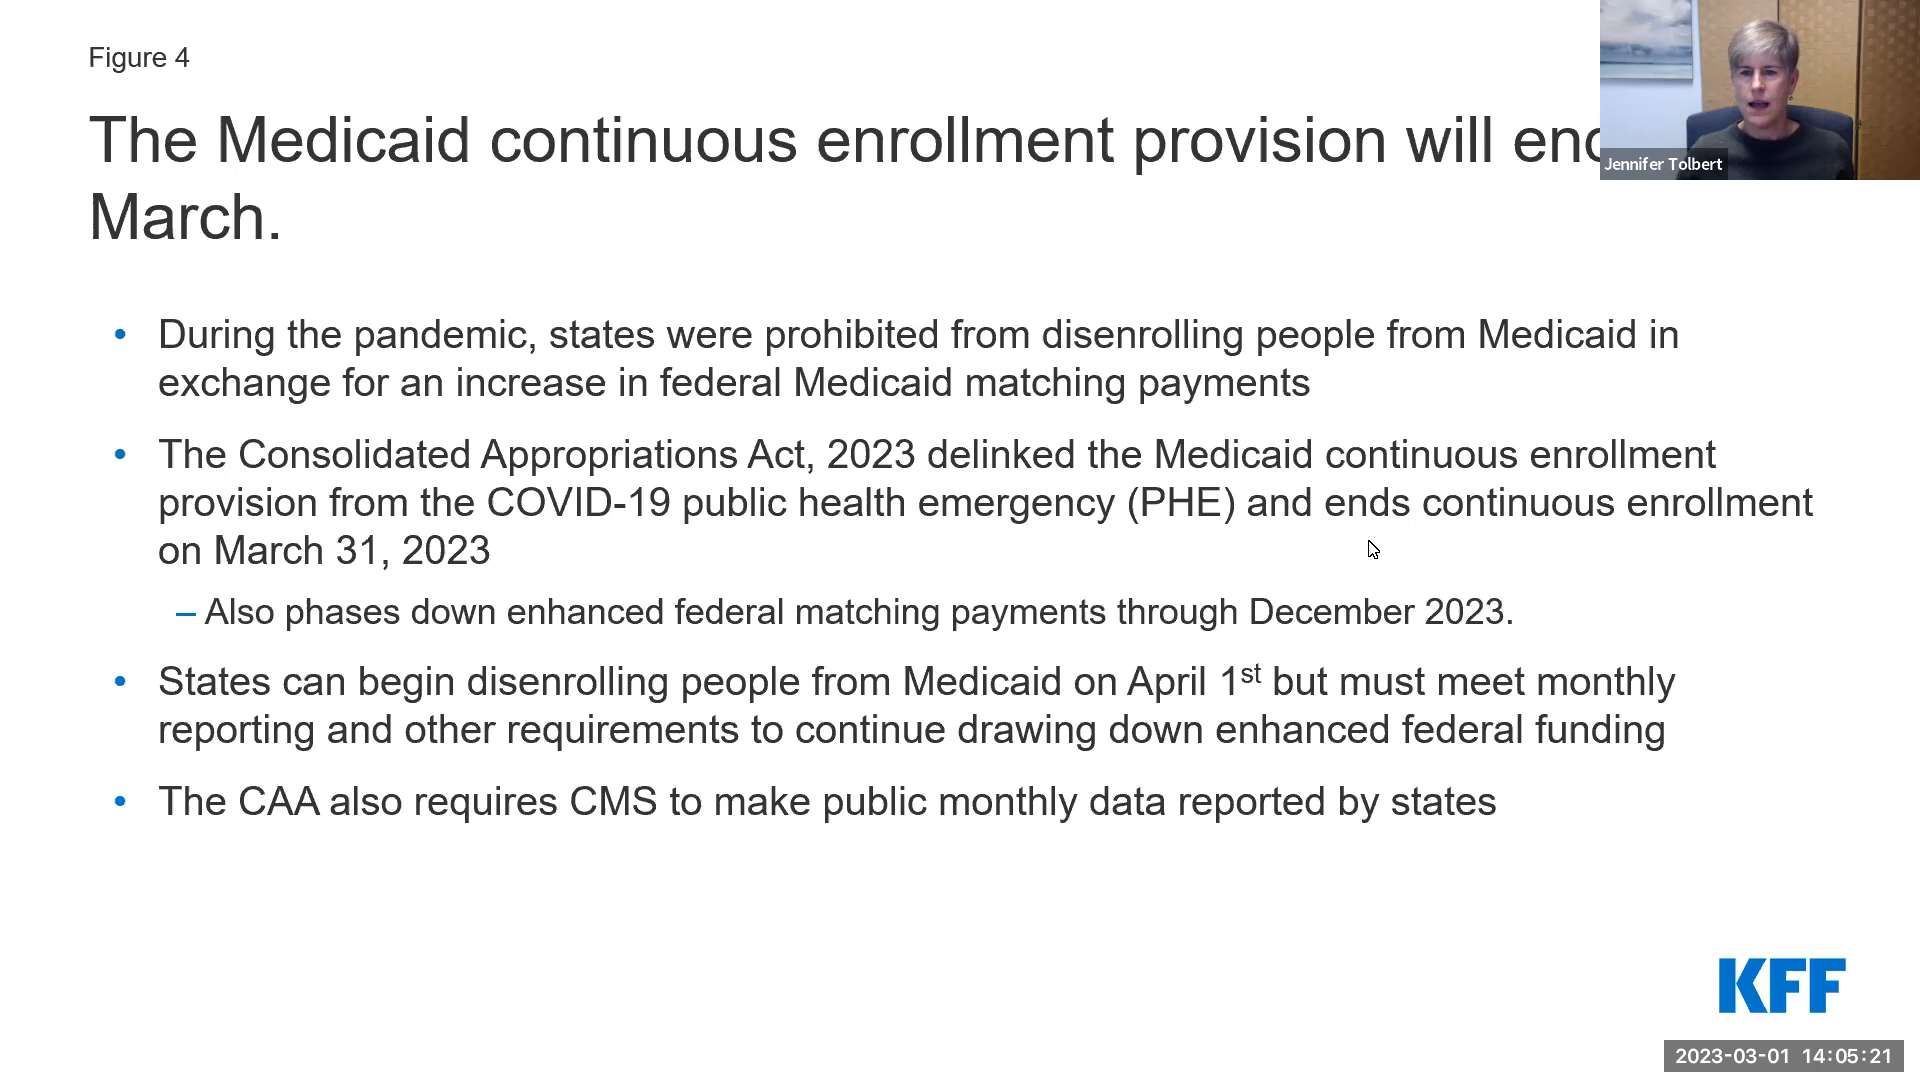 Figure 4
The Medicaid continuous enrollment provision will end
March.
Jennifer Tolbert
• During the pandemic, states were prohibited from disenrolling people from Medicaid in
exchange for an increase in federal Medicaid matching payments
• The Consolidated Appropriations Act, 2023 delinked the Medicaid continuous enrollment
provision from the COVID-19 public health emergency (PHE) and ends continuous enrollment
on March 31, 2023
– Also phases down enhanced federal matching payments through December 2023.
• States can begin disenrolling people from Medicaid on April 1st but must meet monthly
reporting and other requirements to continue drawing down enhanced federal funding
• The CAA also requires CMS to make public monthly data reported by states
KFF
2023-03-01 14:05:21